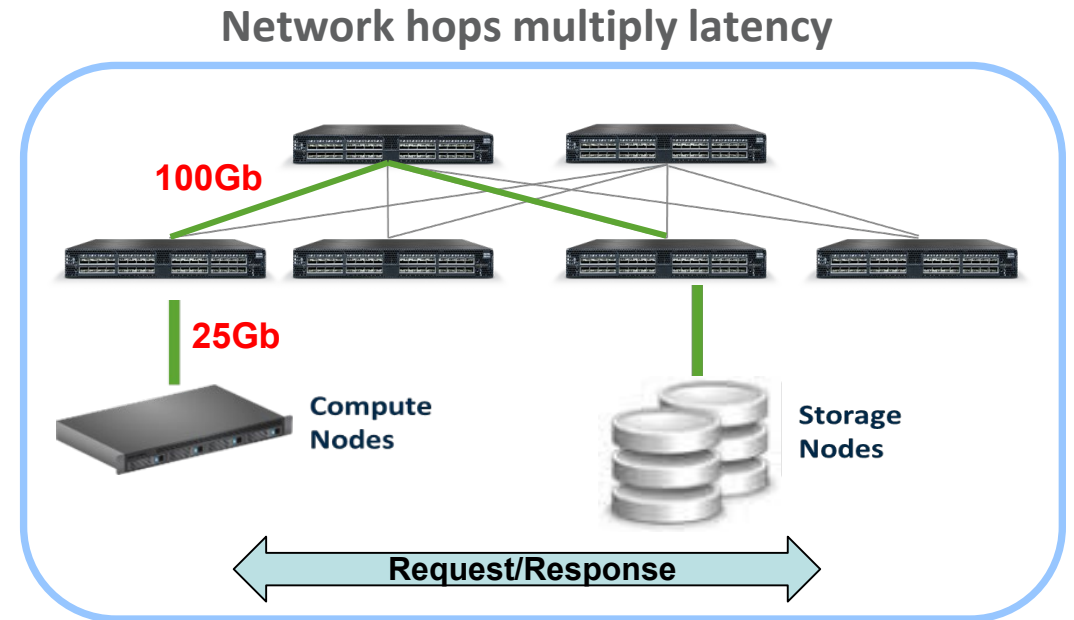 Network hops multiply latency
100Gb
25Gb
Compute
Nodes
Storage
Nodes
Request/Response